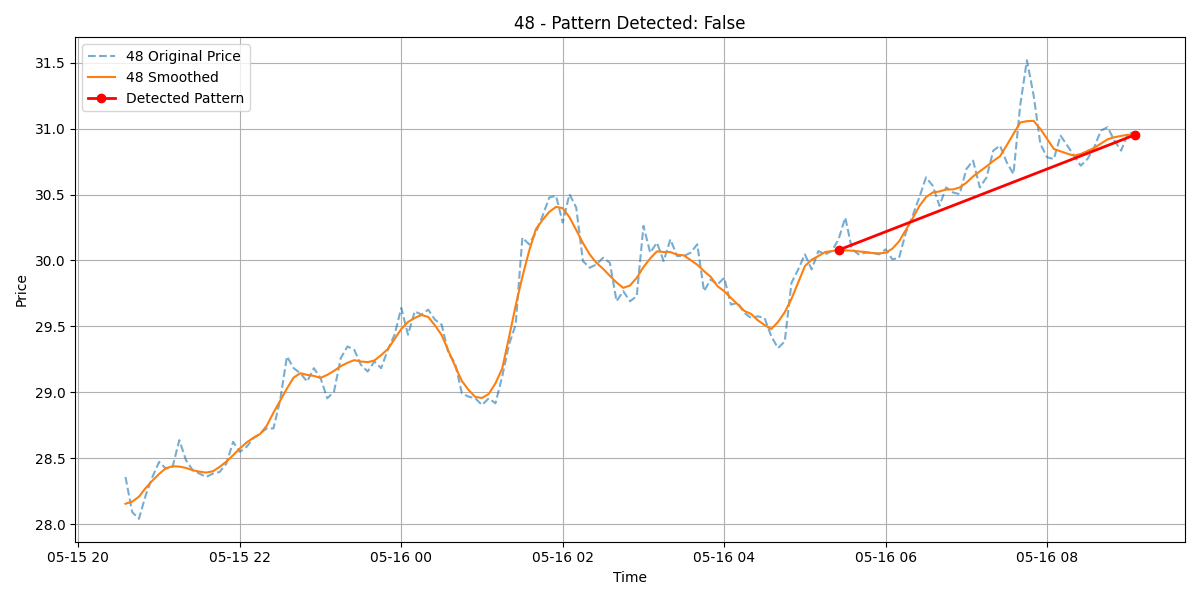 48 - Pattern Detected: False
48 Original Price
48 Smoothed
Detected Pattern
Price
31.5
31.0
30.5
30.0
29.5
29.0
28.5
28.0
05-15 20 05-15 22 05-16 00 05-16 02 05-16 04 05-16 06 05-16 08
Time